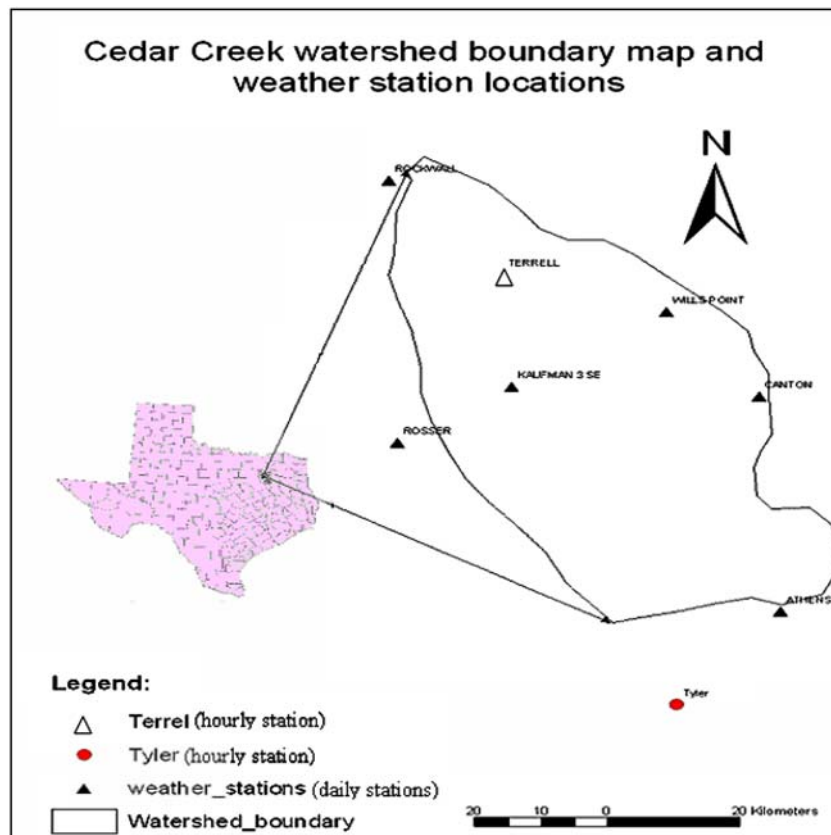 Cedar Creek watershed boundary map and
weather station locations
N
ROCKWALL
TERRELL
WILLS POINT
KAUFMAN 3 SE
CANTON
ROSSER
ATHENS
Tyler
Legend:
Terrel (hourly station)
Tyler (hourly station)
weather_stations (daily stations)
Watershed_boundary
20 10 0 20 Kilometers